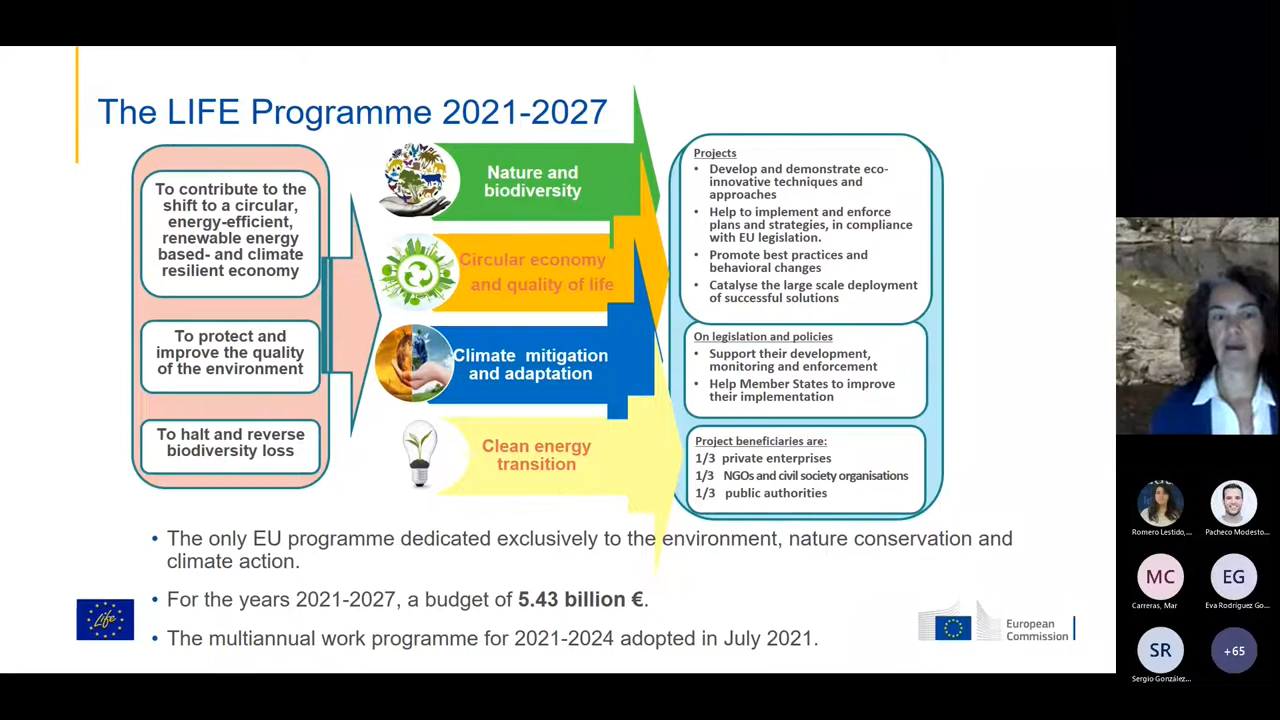 The LIFE Programme 2021-2027
To contribute to the
shift to a circular,
energy-efficient,
renewable energy
based- and climate
resilient economy
To protect and
improve the quality
of the environment
To halt and reverse
biodiversity loss
Nature and
biodiversity
Circular economy
and quality of life
Climate mitigation
and adaptation
Clean energy
transition
Projects
• Develop and demonstrate eco-
innovative techniques and
approaches
• Help to implement and enforce
plans and strategies, in compliance
with EU legislation.
• Promote best practices and
behavioral changes
• Catalyse the large scale deployment
of successful solutions
On legislation and policies
• Support their development,
monitoring and enforcement
• Help Member States to improve
their implementation
Project beneficiaries are:
1/3 private enterprises
1/3 NGOs and civil society organisations
1/3 public authorities
• The only EU programme dedicated exclusively to the environment, nature conservation and
climate action.
• For the years 2021-2027, a budget of 5.43 billion €.
• The multiannual work programme for 2021-2024 adopted in July 2021.
Life
European
Commission
Romero Lestido,...
Pacheco Modesto...
MC
Carreras, Mar
EG
Eva Rodríguez Go...
SR
Sergio González...
+65